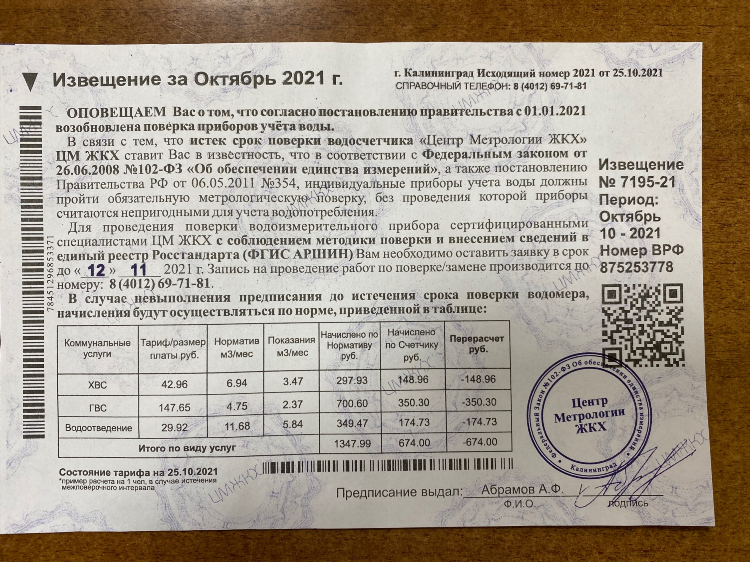 Извещение за Октябрь 2021 г.
г. Калининград Исходящий номер 2021 от 25.10.2021
СПРАВОЧНЫЙ ТЕЛЕФОН: 8 (4012) 69-71-81
ОПОВЕЩАЕМ Вас о том, что согласно постановлению правительства с 01.01.2021
возобновлена поверка приборов учёта воды.
В связи с тем, что истек срок поверки водосчетчика «Центр Метрологии ЖКХ»
ЦМ ЖКХ ставит Вас в известность, что в соответствии с Федеральным законом от
26.06.2008 №102-ФЗ «Об обеспечении единства измерений», а также постановлению
Правительства РФ от 06.05.2011 №354, индивидуальные приборы учета воды должны
пройти обязательную метрологическую поверку, без проведения которой приборы
считаются непригодными для учета водопотребления.
Для проведения поверки водоизмерительного прибора сертифицированными
специалистами ЦМ ЖКХ с соблюдением методики поверки и внесением сведений в
единый реестр Росстандарта (ФГИС АРШИН) Вам необходимо оставить заявку в срок
до « 12 » 11 2021 г. Запись на проведение работ по поверке/замене производится по
номеру: 8 (4012) 69-71-81.
В случае невыполнения предписания до истечения срока поверки водомера,
начисления будут осуществляться по норме, приведенной в таблице:
Извещение
№ 7195-21
Период:
Октябрь
10 - 2021
Номер ВРФ
875253778
78451296853371
Коммунальные услуги Тариф/размер платы руб. Норматив м3/мес Показания м3/мес Начислено по Нормативу руб. Начислено по Счетчику руб. Перерасчет руб.
ХВС 42.96 6.94 3.47 297.93 148.96 -148.96
ГВС 147.65 4.75 2.37 700.60 350.30 -350.30
Водоотведение 29.92 11.68 5.84 349.47 174.73 -174.73
Итого по виду услуг 1347.99 674.00 -674.00
Федеральный Закон №102-ФЗ Об обеспечении единства измерений
Центр
Метрологии
ЖКХ
Калининград
Состояние тарифа на 25.10.2021
*пример расчета на 1 чел, в случае истечения
межповерочного интервала
Предписание выдал: Абрамов А.Ф.
Ф.И.О. подпись